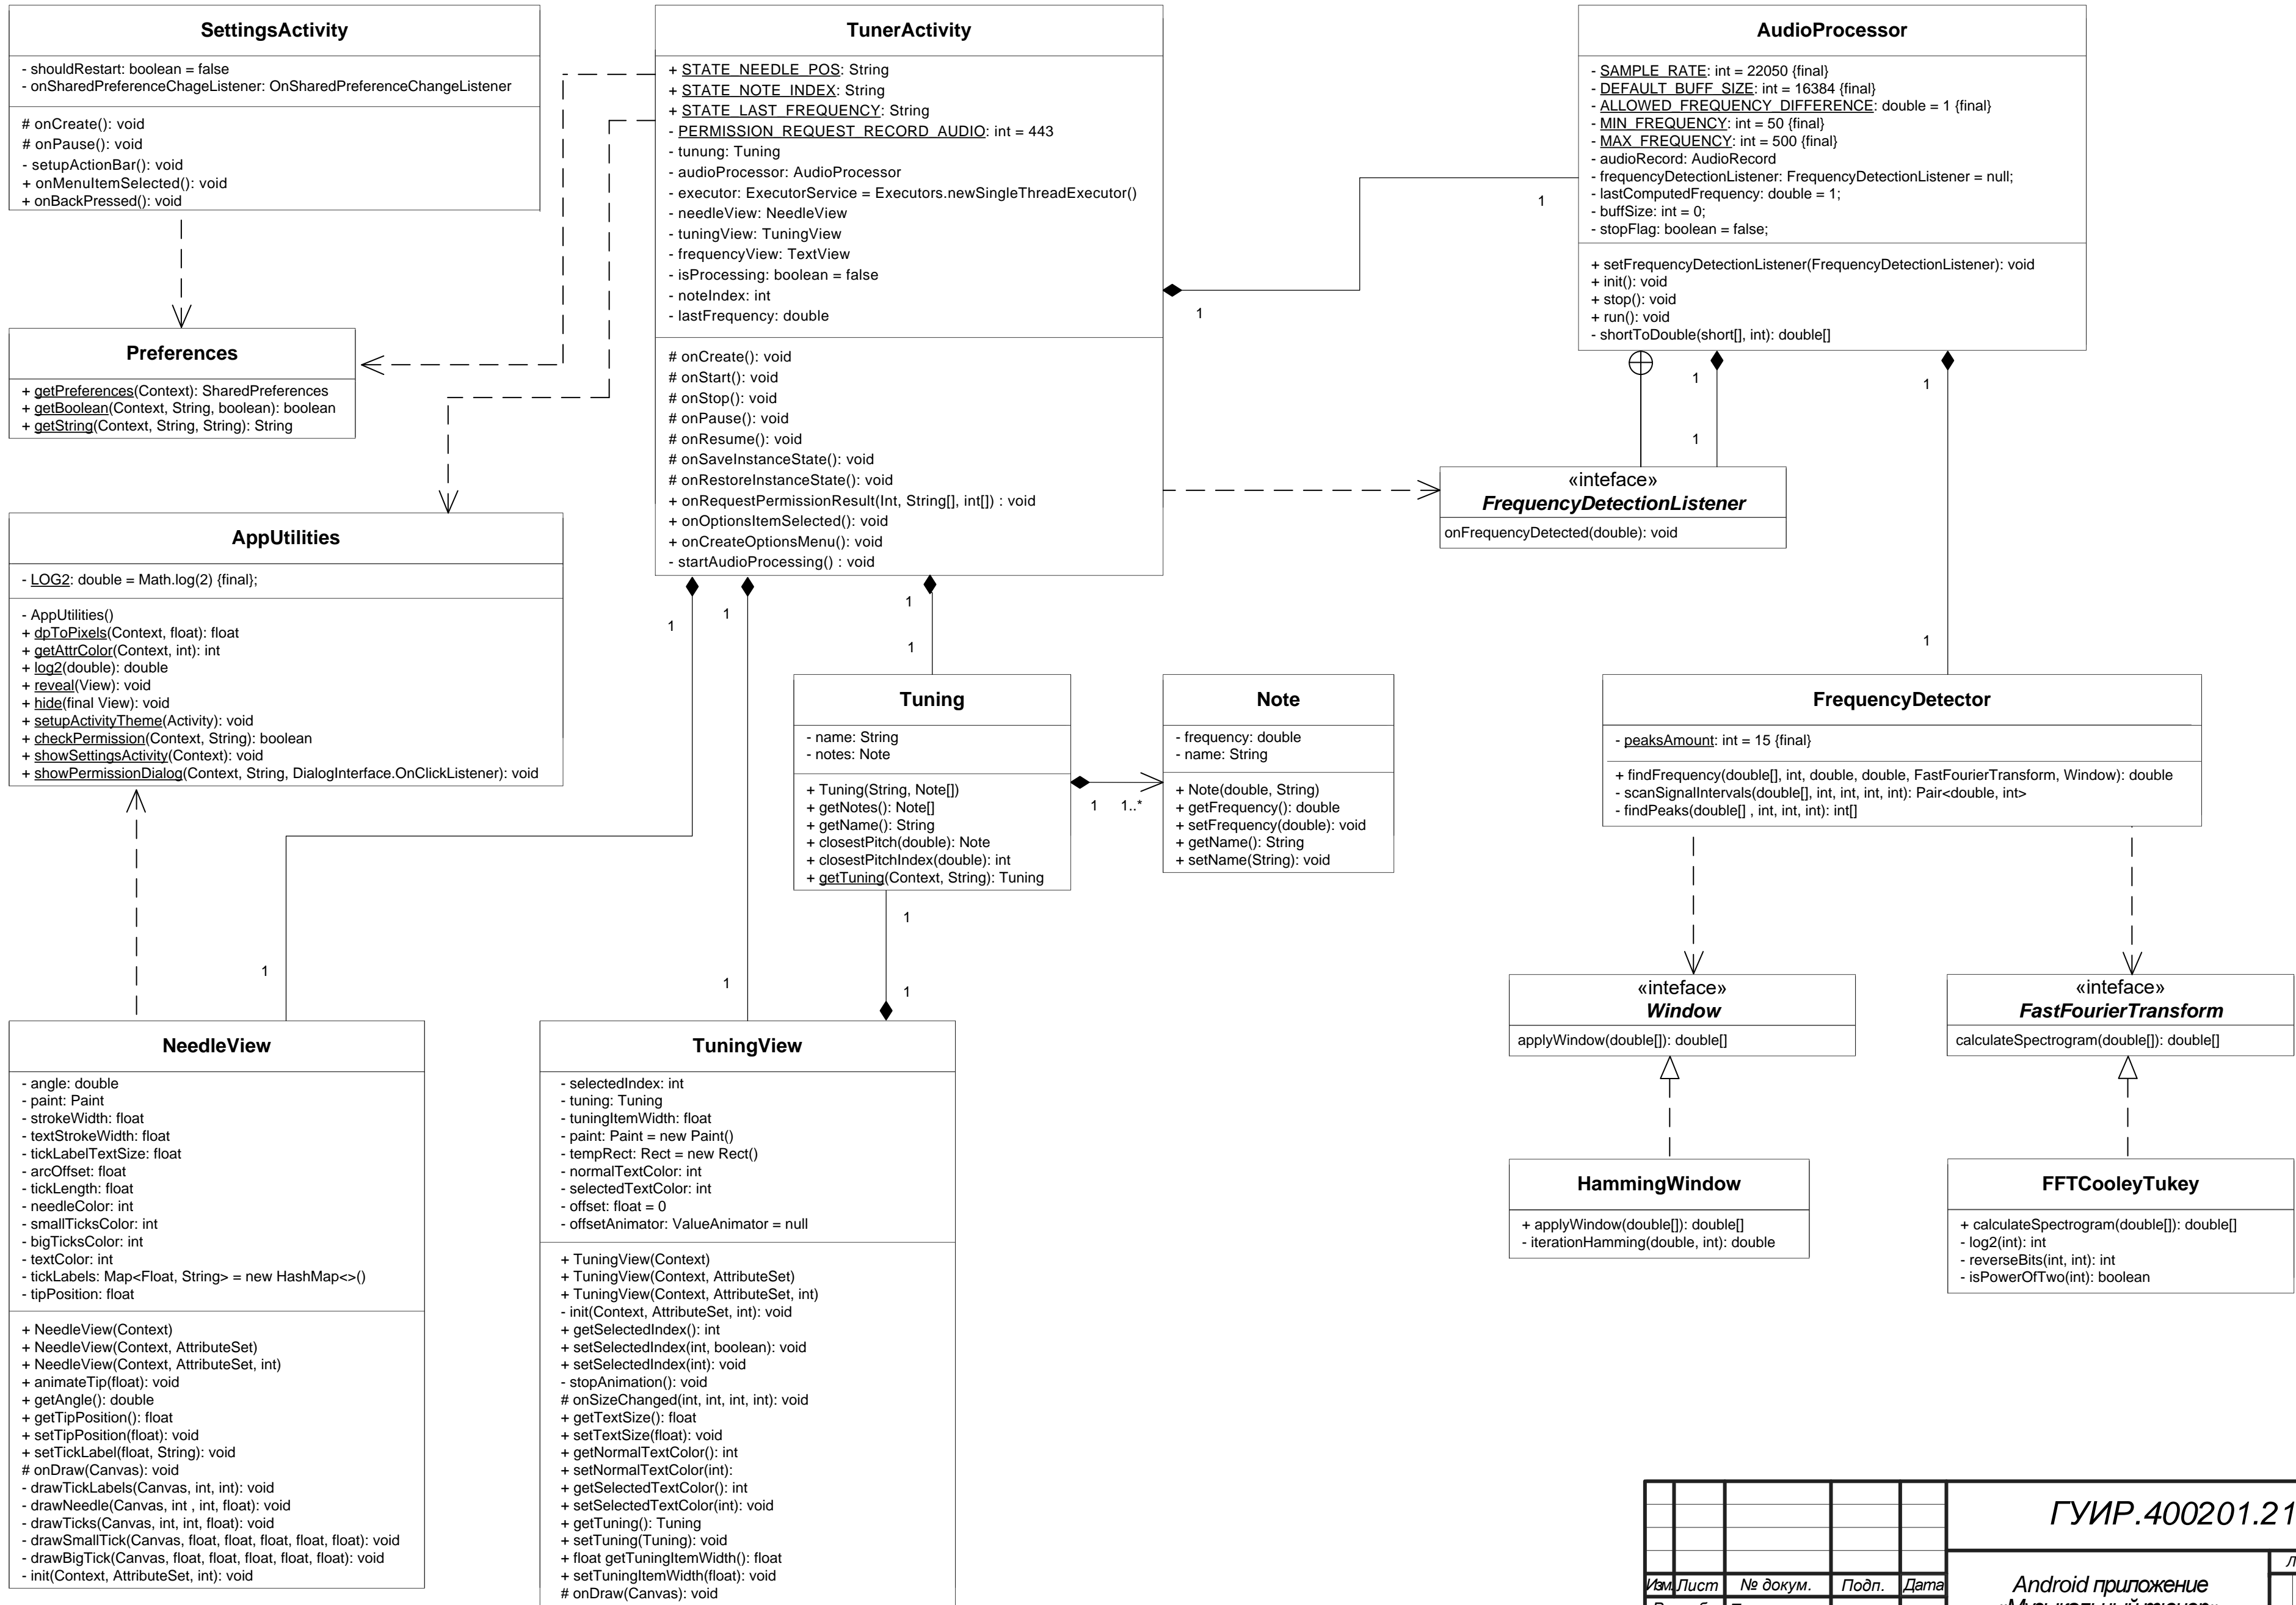 SettingsActivity
- shouldRestart: boolean = false
- onSharedPreferenceChageListener: OnSharedPreferenceChangeListener
# onCreate(): void
# onPause(): void
- setupActionBar(): void
+ onMenuItemSelected(): void
+ onBackPressed(): void
TunerActivity
+ STATE_NEEDLE_POS: String
+ STATE_NOTE_INDEX: String
+ STATE_LAST_FREQUENCY: String
- PERMISSION_REQUEST_RECORD_AUDIO: int = 443
- tunung: Tuning
- audioProcessor: AudioProcessor
- executor: ExecutorService = Executors.newSingleThreadExecutor()
- needleView: NeedleView
- tuningView: TuningView
- frequencyView: TextView
- isProcessing: boolean = false
- noteIndex: int
- lastFrequency: double
# onCreate(): void
# onStart(): void
# onStop(): void
# onPause(): void
# onResume(): void
# onSaveInstanceState(): void
# onRestoreInstanceState(): void
+ onRequestPermissionResult(Int, String[], int[]) : void
+ onOptionsItemSelected(): void
+ onCreateOptionsMenu(): void
- startAudioProcessing() : void
AudioProcessor
- SAMPLE_RATE: int = 22050 {final}
- DEFAULT_BUFF_SIZE: int = 16384 {final}
- ALLOWED_FREQUENCY_DIFFERENCE: double = 1 {final}
- MIN_FREQUENCY: int = 50 {final}
- MAX_FREQUENCY: int = 500 {final}
- audioRecord: AudioRecord
- frequencyDetectionListener: FrequencyDetectionListener = null;
- lastComputedFrequency: double = 1;
- buffSize: int = 0;
- stopFlag: boolean = false;
+ setFrequencyDetectionListener(FrequencyDetectionListener): void
+ init(): void
+ stop(): void
+ run(): void
- shortToDouble(short[], int): double[]
1
1
1
1
1
1
Preferences
+ getPreferences(Context): SharedPreferences
+ getBoolean(Context, String, boolean): boolean
+ getString(Context, String, String): String
«inteface»
FrequencyDetectionListener
onFrequencyDetected(double): void
AppUtilities
- LOG2: double = Math.log(2) {final};
- AppUtilities()
+ dpToPixels(Context, float): float
+ getAttrColor(Context, int): int
+ log2(double): double
+ reveal(View): void
+ hide(final View): void
+ setupActivityTheme(Activity): void
+ checkPermission(Context, String): boolean
+ showSettingsActivity(Context): void
+ showPermissionDialog(Context, String, DialogInterface.OnClickListener): void
1
1
1
1
Tuning
- name: String
- notes: Note
+ Tuning(String, Note[])
+ getNotes(): Note[]
+ getName(): String
+ closestPitch(double): Note
+ closestPitchIndex(double): int
+ getTuning(Context, String): Tuning
1
1..*
Note
- frequency: double
- name: String
+ Note(double, String)
+ getFrequency(): double
+ setFrequency(double): void
+ getName(): String
+ setName(String): void
FrequencyDetector
- peaksAmount: int = 15 {final}
+ findFrequency(double[], int, double, double, FastFourierTransform, Window): double
- scanSignalIntervals(double[], int, int, int, int): Pair<double, int>
- findPeaks(double[] , int, int, int): int[]
1
1
1
1
«inteface»
Window
applyWindow(double[]): double[]
«inteface»
FastFourierTransform
calculateSpectrogram(double[]): double[]
NeedleView
- angle: double
- paint: Paint
- strokeWidth: float
- textStrokeWidth: float
- tickLabelTextSize: float
- arcOffset: float
- tickLength: float
- needleColor: int
- smallTicksColor: int
- bigTicksColor: int
- textColor: int
- tickLabels: Map<Float, String> = new HashMap<>()
- tipPosition: float
+ NeedleView(Context)
+ NeedleView(Context, AttributeSet)
+ NeedleView(Context, AttributeSet, int)
+ animateTip(float): void
+ getAngle(): double
+ getTipPosition(): float
+ setTipPosition(float): void
+ setTickLabel(float, String): void
# onDraw(Canvas): void
- drawTickLabels(Canvas, int, int): void
- drawNeedle(Canvas, int , int, float): void
- drawTicks(Canvas, int, int, float): void
- drawSmallTick(Canvas, float, float, float, float, float): void
- drawBigTick(Canvas, float, float, float, float, float): void
- init(Context, AttributeSet, int): void
TuningView
- selectedIndex: int
- tuning: Tuning
- tuningItemWidth: float
- paint: Paint = new Paint()
- tempRect: Rect = new Rect()
- normalTextColor: int
- selectedTextColor: int
- offset: float = 0
- offsetAnimator: ValueAnimator = null
+ TuningView(Context)
+ TuningView(Context, AttributeSet)
+ TuningView(Context, AttributeSet, int)
- init(Context, AttributeSet, int): void
+ getSelectedIndex(): int
+ setSelectedIndex(int, boolean): void
+ setSelectedIndex(int): void
- stopAnimation(): void
# onSizeChanged(int, int, int, int): void
+ getTextSize(): float
+ setTextSize(float): void
+ getNormalTextColor(): int
+ setNormalTextColor(int):
+ getSelectedTextColor(): int
+ setSelectedTextColor(int): void
+ getTuning(): Tuning
+ setTuning(Tuning): void
+ float getTuningItemWidth(): float
+ setTuningItemWidth(float): void
# onDraw(Canvas): void
HammingWindow
+ applyWindow(double[]): double[]
- iterationHamming(double, int): double
FFTCooleyTukey
+ calculateSpectrogram(double[]): double[]
- log2(int): int
- reverseBits(int, int): int
- isPowerOfTwo(int): boolean
ГУИР.400201.21
Изм. Лист № докум. Подп. Дата
Android приложение